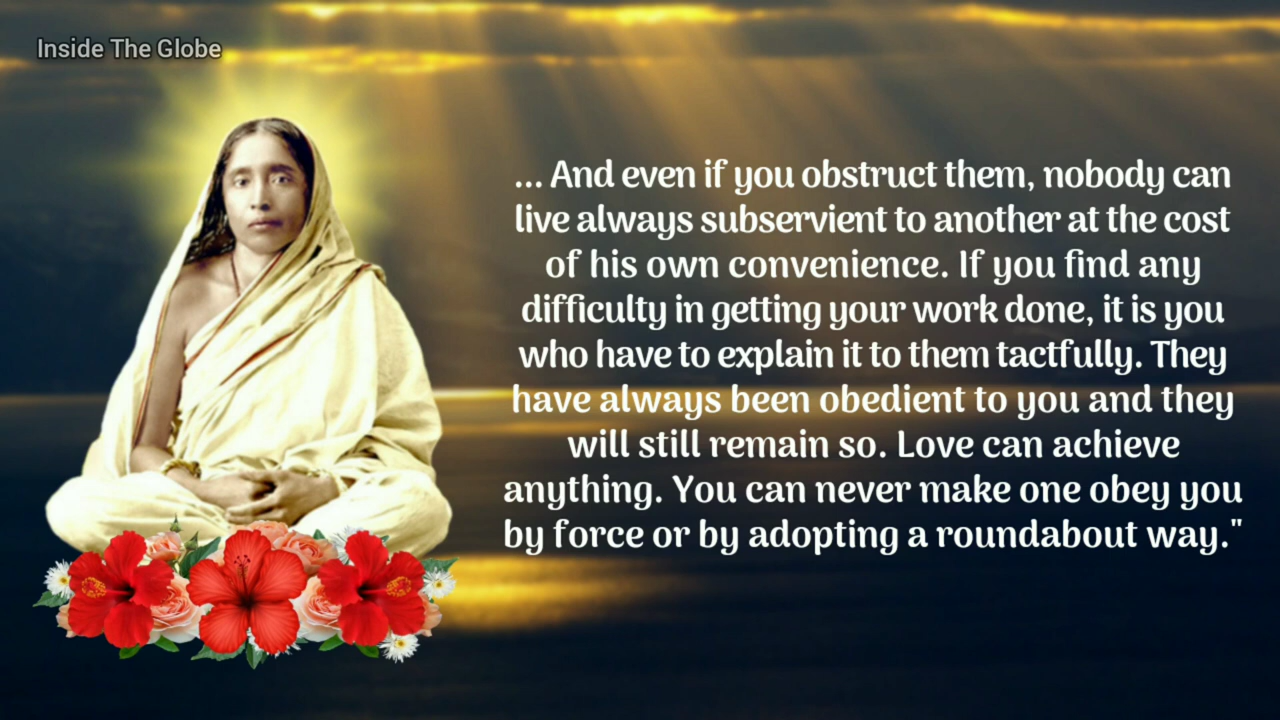 Inside The Globe
... And even if you obstruct them, nobody can
live always subservient to another at the cost
of his own convenience. If you find any
difficulty in getting your work done, it is you
who have to explain it to them tactfully. They
have always been obedient to you and they
will still remain so. Love can achieve
anything. You can never make one obey you
by force or by adopting a roundabout way."